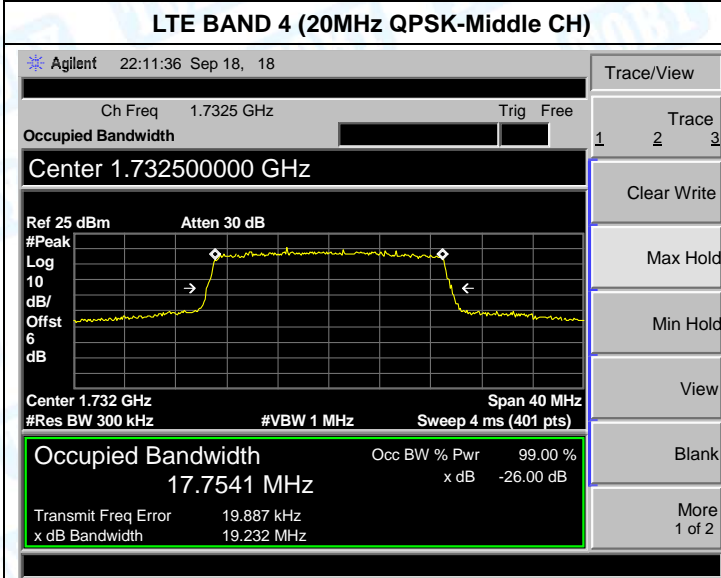 LTE BAND 4 (20MHz QPSK-Middle CH)
Agilent 22:11:36 Sep 18, 18
Trace/View
Ch Freq 1.7325 GHz Trig Free
Occupied Bandwidth
Trace
1 2 3
Center 1.732500000 GHz
Clear Write
Ref 25 dBm Atten 30 dB
#Peak
Log
10
dB/
Offst
6
dB
Max Hold
Min Hold
Center 1.732 GHz Span 40 MHz
#Res BW 300 kHz #VBW 1 MHz Sweep 4 ms (401 pts)
View
Occupied Bandwidth Occ BW % Pwr 99.00 %
17.7541 MHz x dB -26.00 dB
Blank
Transmit Freq Error 19.887 kHz
x dB Bandwidth 19.232 MHz
More
1 of 2